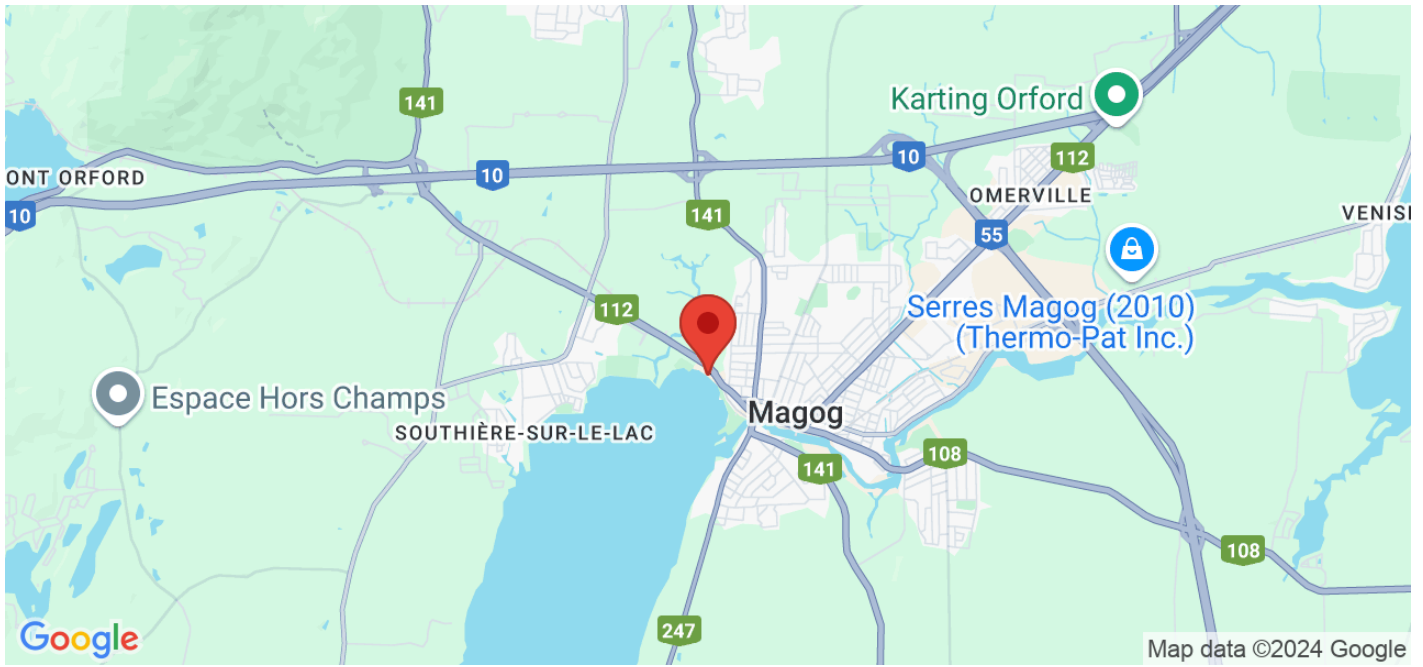 141
Karting Orford
10
112
ONT ORFORD
10
OMERVILLE
10
141
VENISE
55
112
Serres Magog (2010)
(Thermo-Pat Inc.)
Espace Hors Champs
Magog
SOUTHIÈRE-SUR-LE-LAC
108
141
108
247
Google
Map data ©2024 Google